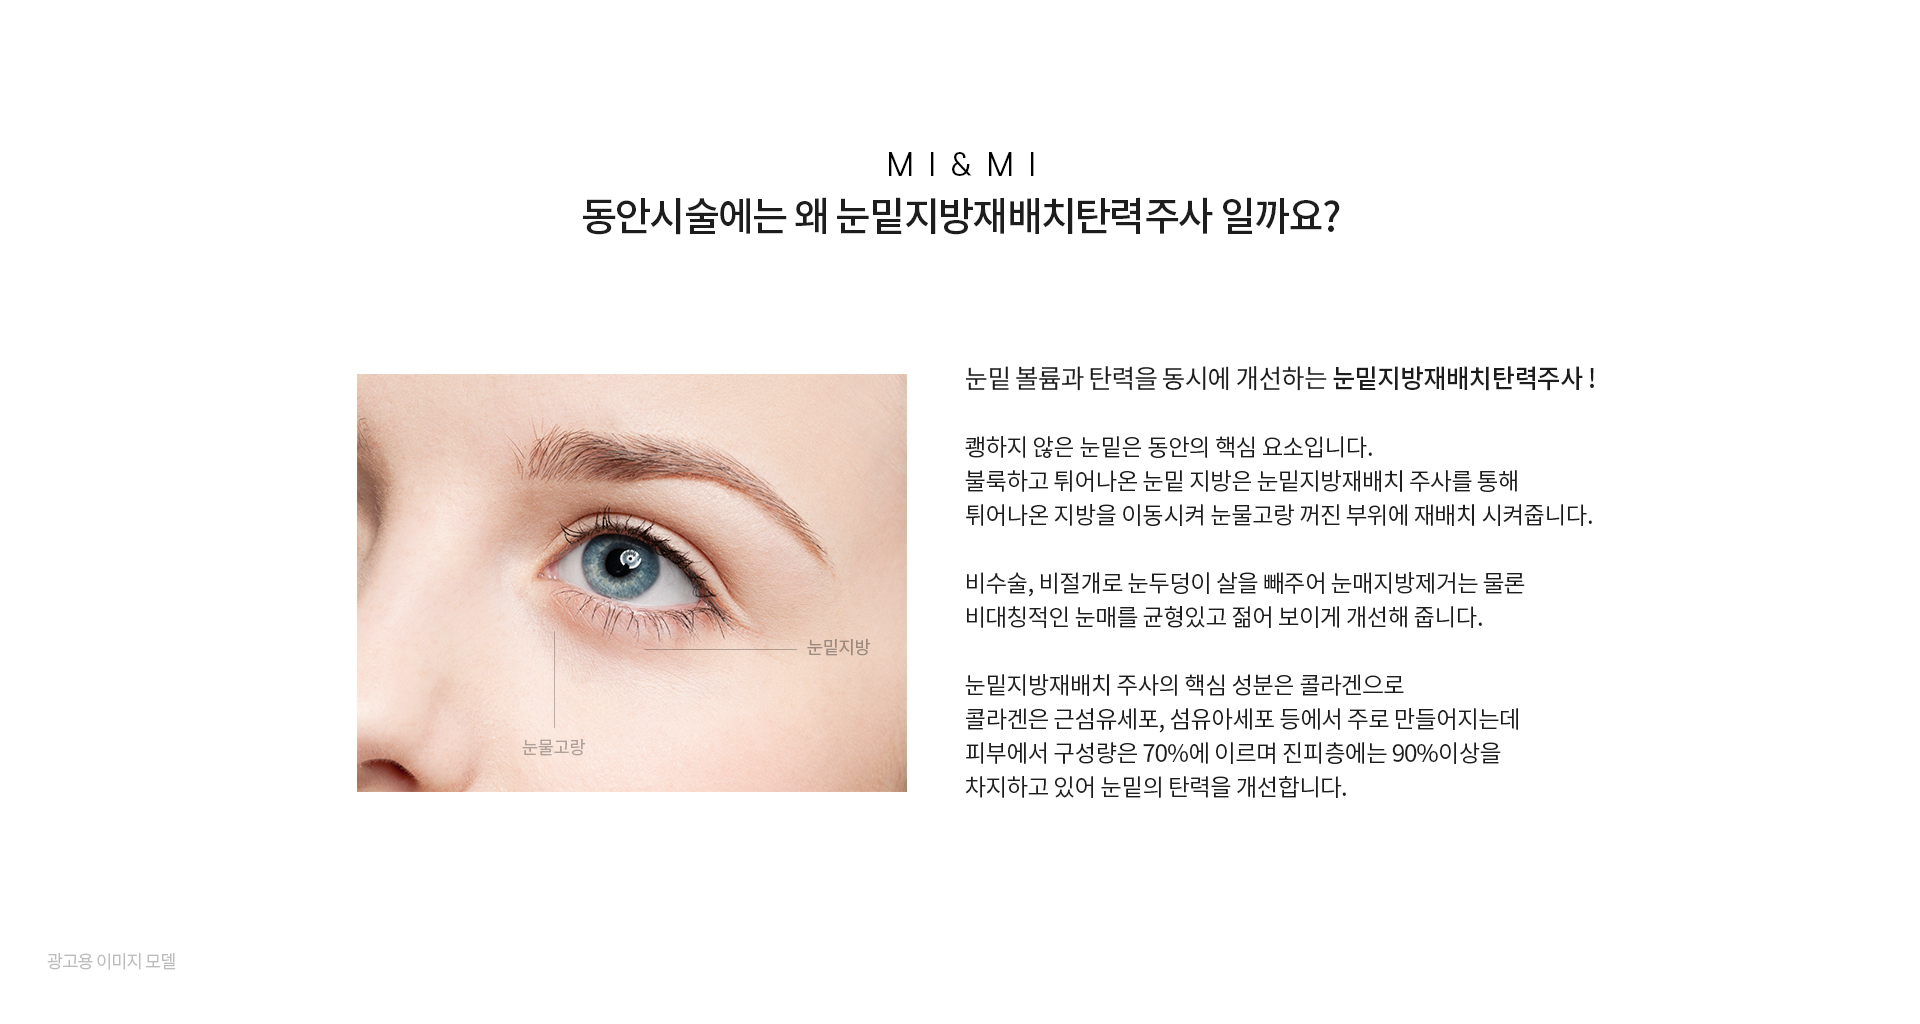 MI&MI
동안시술에는 왜 눈밑지방재배치탄력주사 일까요?
눈밑 볼륨과 탄력을 동시에 개선하는 눈밑지방재배치탄력주사 !
쾡하지 않은 눈밑은 동안의 핵심 요소입니다.
불룩하고 튀어나온 눈밑 지방은 눈밑지방재배치 주사를 통해
튀어나온 지방을 이동시켜 눈물고랑 꺼진 부위에 재배치 시켜줍니다.
비수술, 비절개로 눈두덩이 살을 빼주어 눈매지방제거는 물론
비대칭적인 눈매를 균형있고 젊어 보이게 개선해 줍니다.
눈밑지방재배치 주사의 핵심 성분은 콜라겐으로
콜라겐은 근섬유세포, 섬유아세포 등에서 주로 만들어지는데
피부에서 구성량은 70%에 이르며 진피층에는 90%이상을
차지하고 있어 눈밑의 탄력을 개선합니다.
눈밑지방
눈물고랑
광고용 이미지 모델